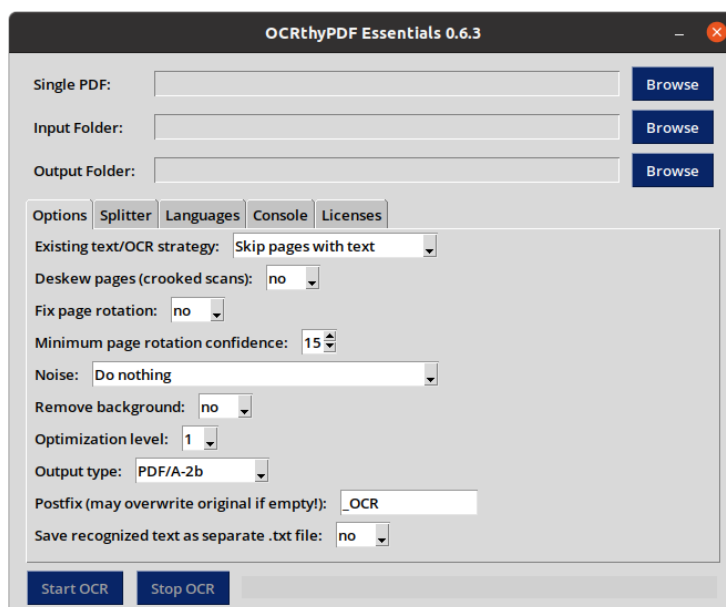 OCRthyPDF Essentials 0.6.3
Single PDF: Browse
Input Folder: Browse
Output Folder: Browse
Options Splitter Languages Console Licenses
Existing text/OCR strategy: Skip pages with text
Deskew pages (crooked scans): no
Fix page rotation: no
Minimum page rotation confidence: 15
Noise: Do nothing
Remove background: no
Optimization level: 1
Output type: PDF/A-2b
Postfix (may overwrite original if empty!): _OCR
Save recognized text as separate .txt file: no
Start OCR Stop OCR